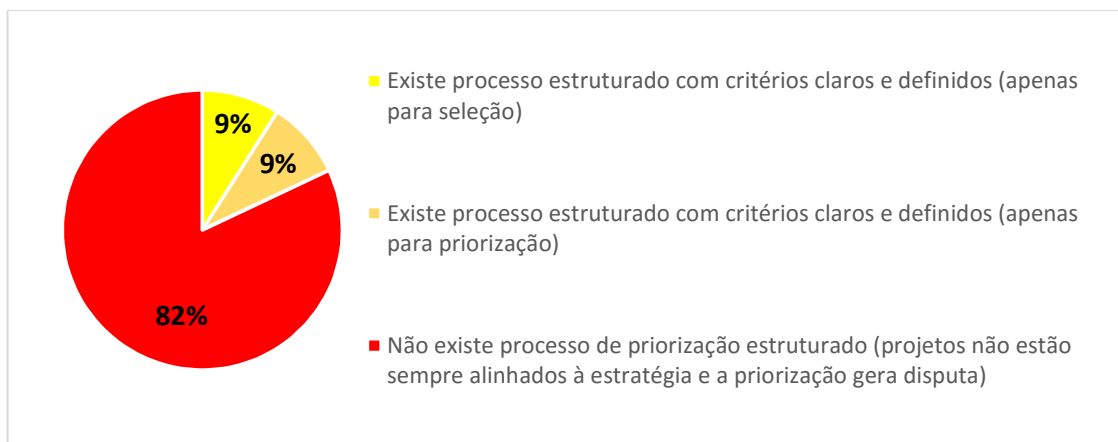 9%
9%
82%
Existe processo estruturado com critérios claros e definidos (apenas
para seleção)
Existe processo estruturado com critérios claros e definidos (apenas
para priorização)
Não existe processo de priorização estruturado (projetos não estão
sempre alinhados à estratégia e a priorização gera disputa)